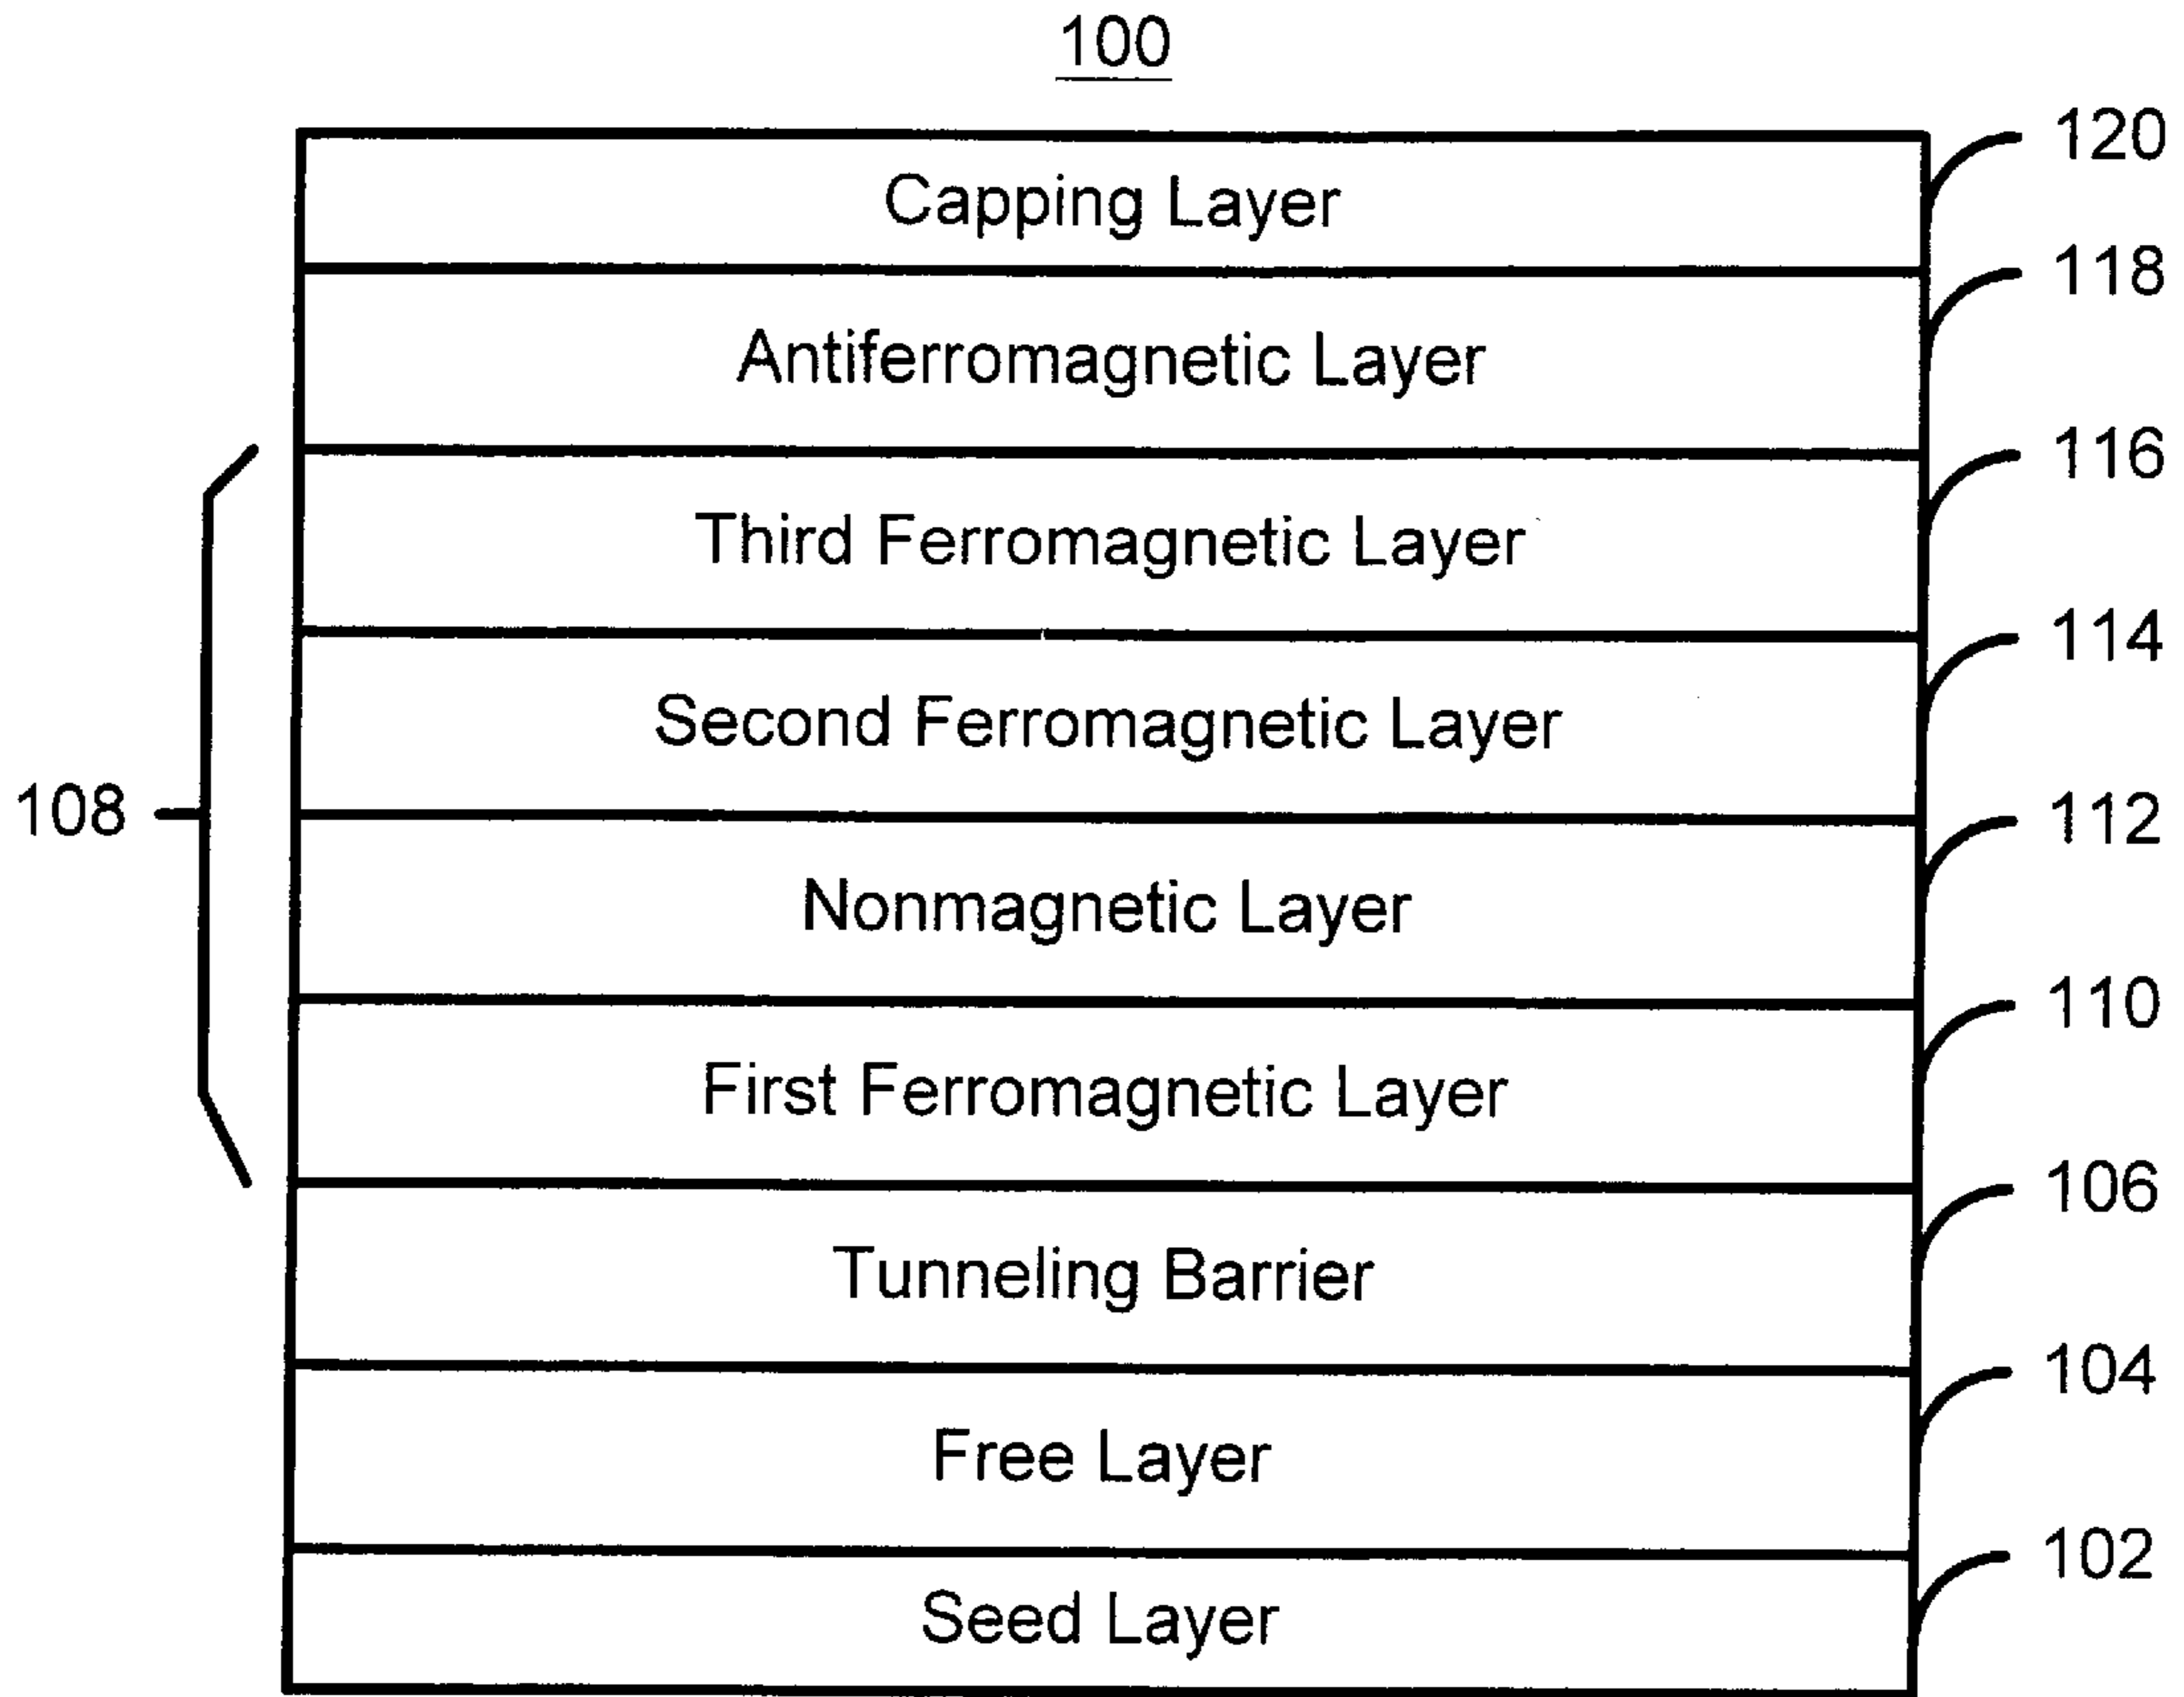 100
Capping Layer
120
Antiferromagnetic Layer
118
Third Ferromagnetic Layer
116
Second Ferromagnetic Layer
114
108
Nonmagnetic Layer
112
First Ferromagnetic Layer
110
Tunneling Barrier
106
Free Layer
104
Seed Layer
102